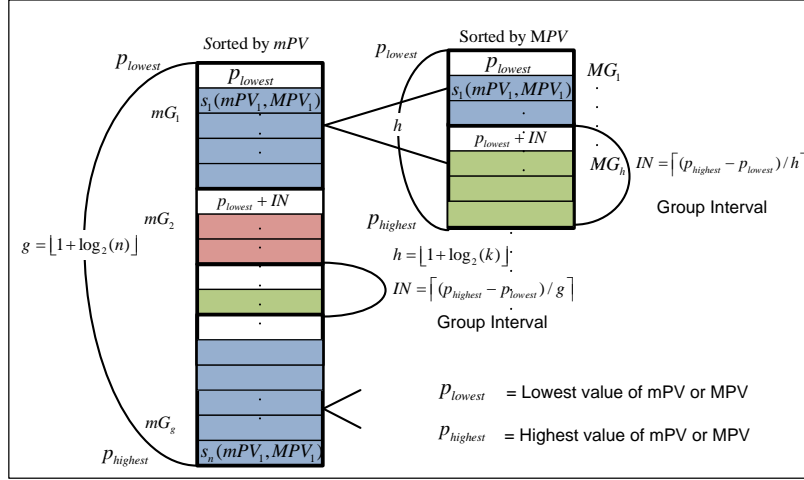 Sorted by mPV
p_lowest
p_lowest
mG_1
s_1(mPV_1, MPV_1)
mG_2
p_lowest + IN
g = ⌊1 + log_2(n)⌋
mG_g
s_n(mPV_1, MPV_1)
p_highest
Sorted by MPV
p_lowest
p_lowest
MG_1
s_1(mPV_1, MPV_1)
h
p_lowest + IN
MG_h
IN = ⌈(p_highest − p_lowest) / h⌉
Group Interval
p_highest
h = ⌊1 + log_2(k)⌋
IN = ⌈(p_highest − p_lowest) / g⌉
Group Interval
p_lowest = Lowest value of mPV or MPV
p_highest = Highest value of mPV or MPV